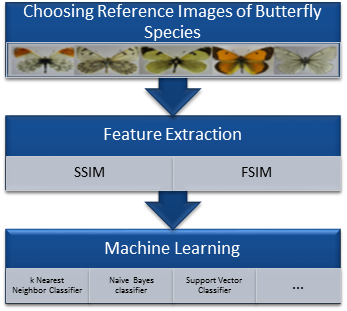 Choosing Reference Images of Butterfly
Species
Feature Extraction
SSIM
FSIM
Machine Learning
k Nearest
Neighbor Classifier
Naive Bayes
classifier
Support Vector
Classifier
...